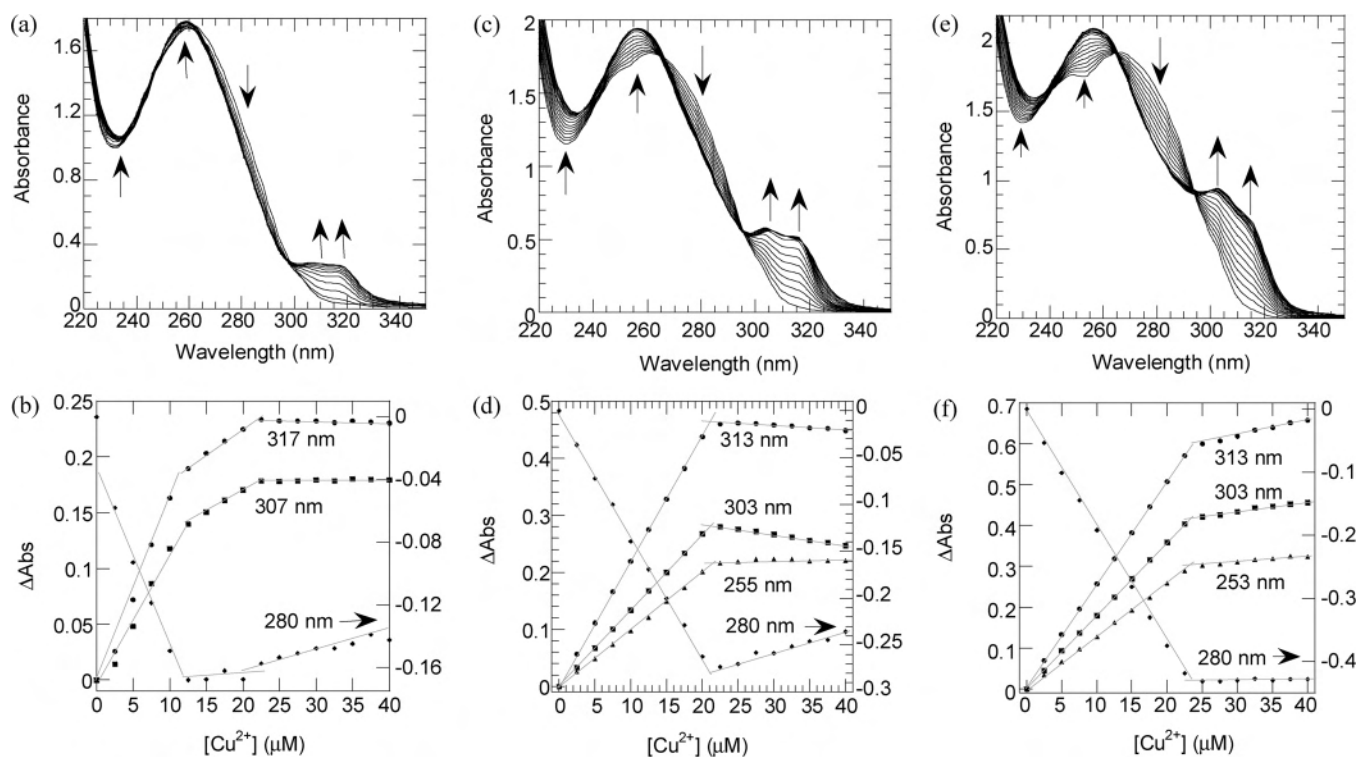 (a)
Absorbance
1.6
1.2
0.8
0.4
0
220 240 260 280 300 320 340
Wavelength (nm)
(c)
Absorbance
2
1.5
1
0.5
0
220 240 260 280 300 320 340
Wavelength (nm)
(e)
Absorbance
2
1.5
1
0.5
0
220 240 260 280 300 320 340
Wavelength (nm)
(b)
ΔAbs
0.25
0.2
0.15
0.1
0.05
0
0
-0.04
-0.08
-0.12
-0.16
317 nm
307 nm
280 nm
0 5 10 15 20 25 30 35 40
[Cu²⁺] (μM)
(d)
ΔAbs
0.5
0.4
0.3
0.2
0.1
0
0
-0.05
-0.1
-0.15
-0.2
-0.25
-0.3
313 nm
303 nm
255 nm
280 nm
0 5 10 15 20 25 30 35 40
[Cu²⁺] (μM)
(f)
ΔAbs
0.7
0.6
0.5
0.4
0.3
0.2
0.1
0
0
-0.1
-0.2
-0.3
-0.4
313 nm
303 nm
253 nm
280 nm
0 5 10 15 20 25 30 35 40
[Cu²⁺] (μM)